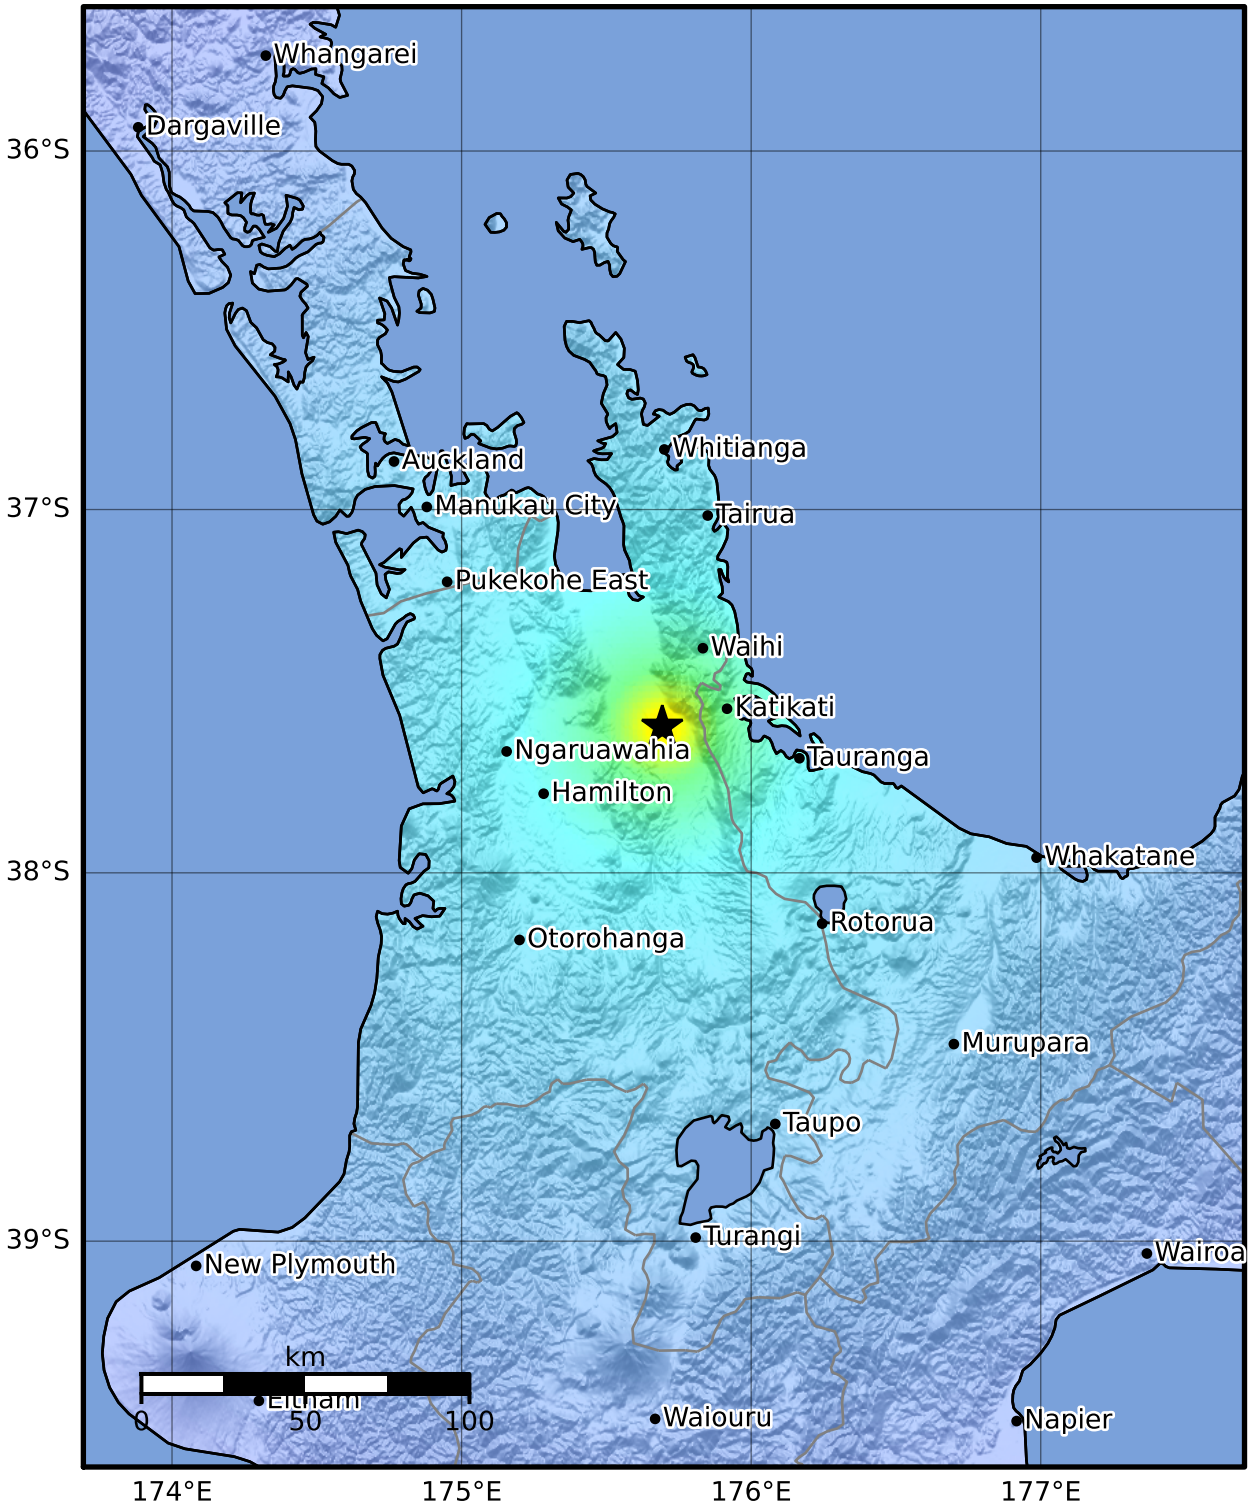 Whangarei
Dargaville
36°S
Whitianga
Auckland
Manukau City
37°S
Tairua
Pukekohe East
Waihi
Katikati
Ngaruawahia
Tauranga
Hamilton
Whakatane
38°S
Rotorua
Otorohanga
Murupara
Taupo
39°S
Turangi
Wairoa
New Plymouth
km
Eltham
0 50 100
Waiouru
Napier
174°E 175°E 176°E 177°E